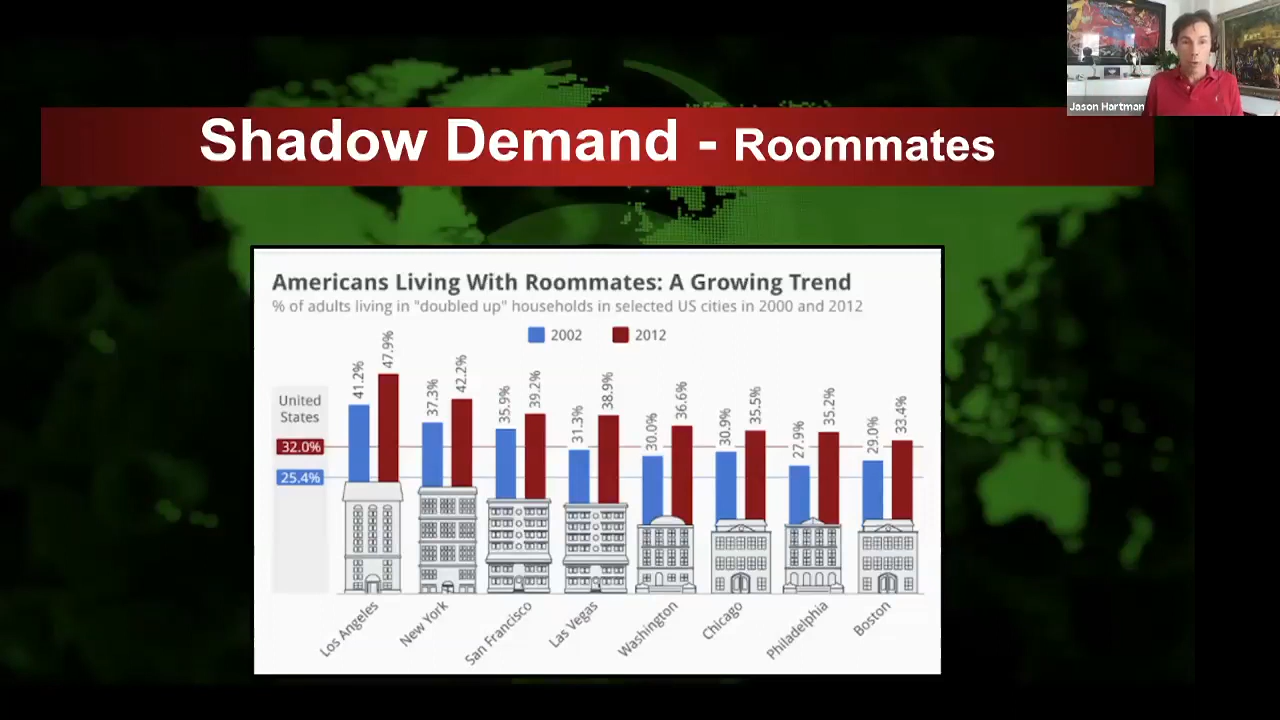 Jason Hartman
Shadow Demand - Roommates
Americans Living With Roommates: A Growing Trend
% of adults living in "doubled up" households in selected US cities in 2000 and 2012
2002 2012
United
States
32.0%
25.4%
41.2% 47.9%
37.3% 42.2%
35.9% 39.2%
31.3% 38.9%
30.0% 36.6%
30.9% 35.5%
27.9% 35.2%
29.0% 33.4%
Los Angeles
New York
San Francisco
Las Vegas
Washington
Chicago
Philadelphia
Boston